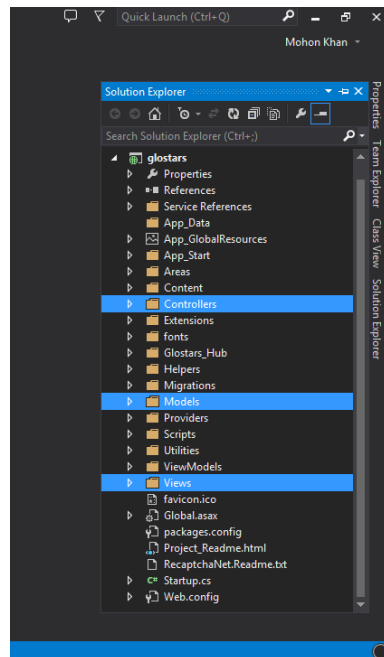 Quick Launch (Ctrl+Q)
Mohon Khan
Solution Explorer
Search Solution Explorer (Ctrl+;)
glostars
Properties
References
Service References
App_Data
App_GlobalResources
App_Start
Areas
Content
Controllers
Extensions
fonts
Glostars_Hub
Helpers
Migrations
Models
Providers
Scripts
Utilities
ViewModels
Views
favicon.ico
Global.asax
packages.config
Project_Readme.html
RecaptchaNet.Readme.txt
C# Startup.cs
Web.config
Properties
Team Explorer
Class View
Solution Explorer